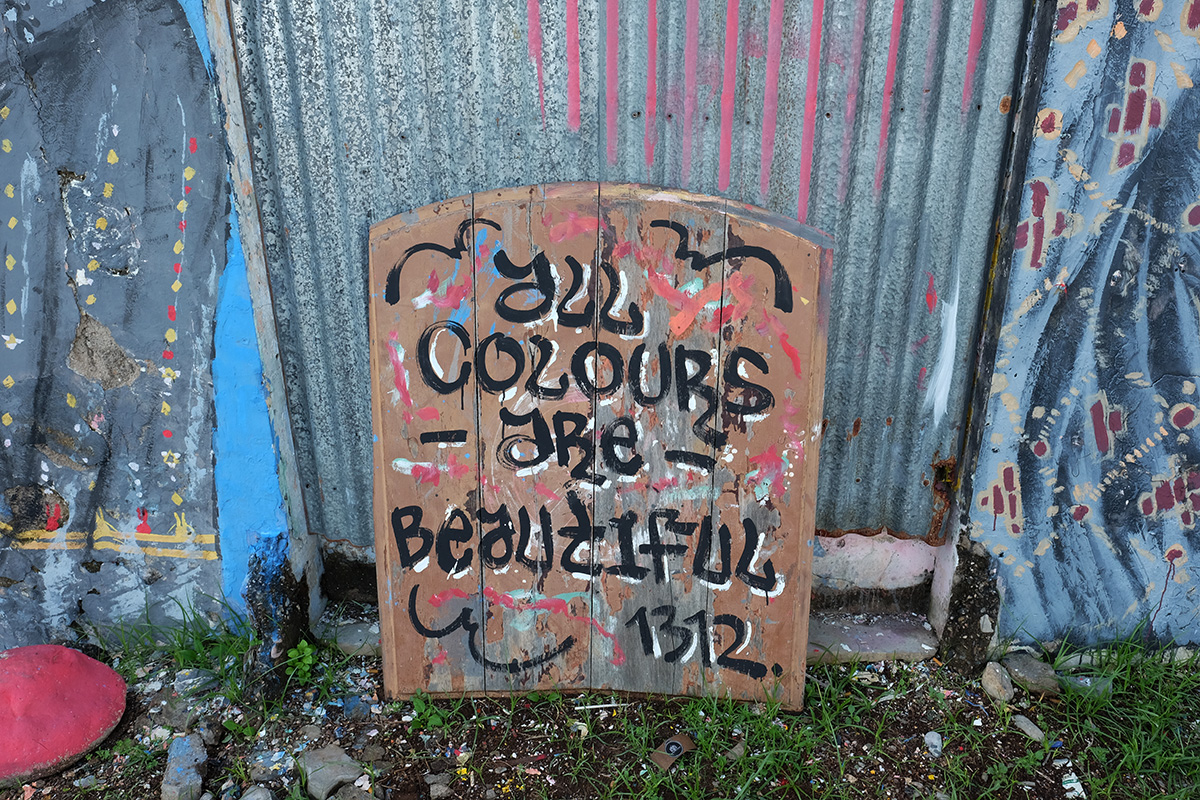 ALL
COLOURS
- ARE -
BEAUTIFUL
1312.